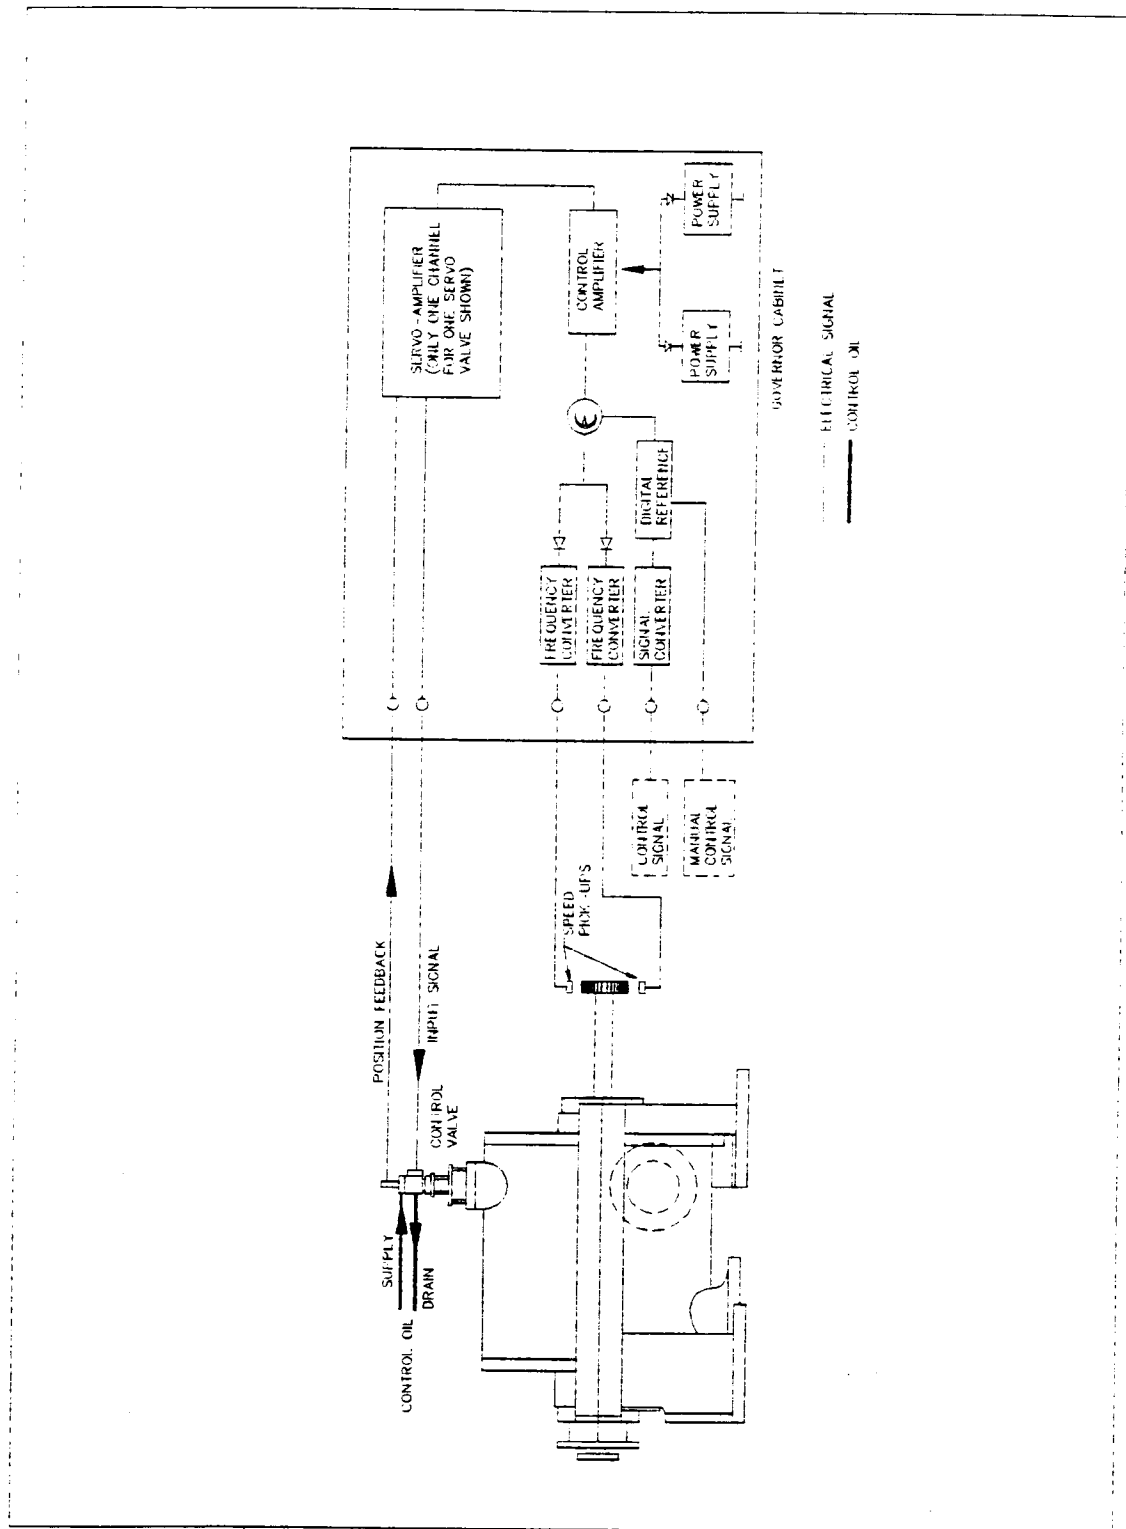 SERVO-AMPLIFIER
(ONLY ONE CHANNEL
FOR ONE SERVO
VALVE SHOWN)
CONTROL
AMPLIFIER
POWER
SUPPLY
POWER
SUPPLY
FREQUENCY
CONVERTER
FREQUENCY
CONVERTER
SIGNAL
CONVERTER
DIGITAL
REFERENCE
GOVERNOR CABINET
ELECTRICAL SIGNAL
CONTROL OIL
CONTROL
SIGNAL
MANUAL
CONTROL
SIGNAL
SPEED
PICK-UP'S
POSITION FEEDBACK
INPUT SIGNAL
CONTROL
VALVE
SUPPLY
DRAIN
CONTROL OIL